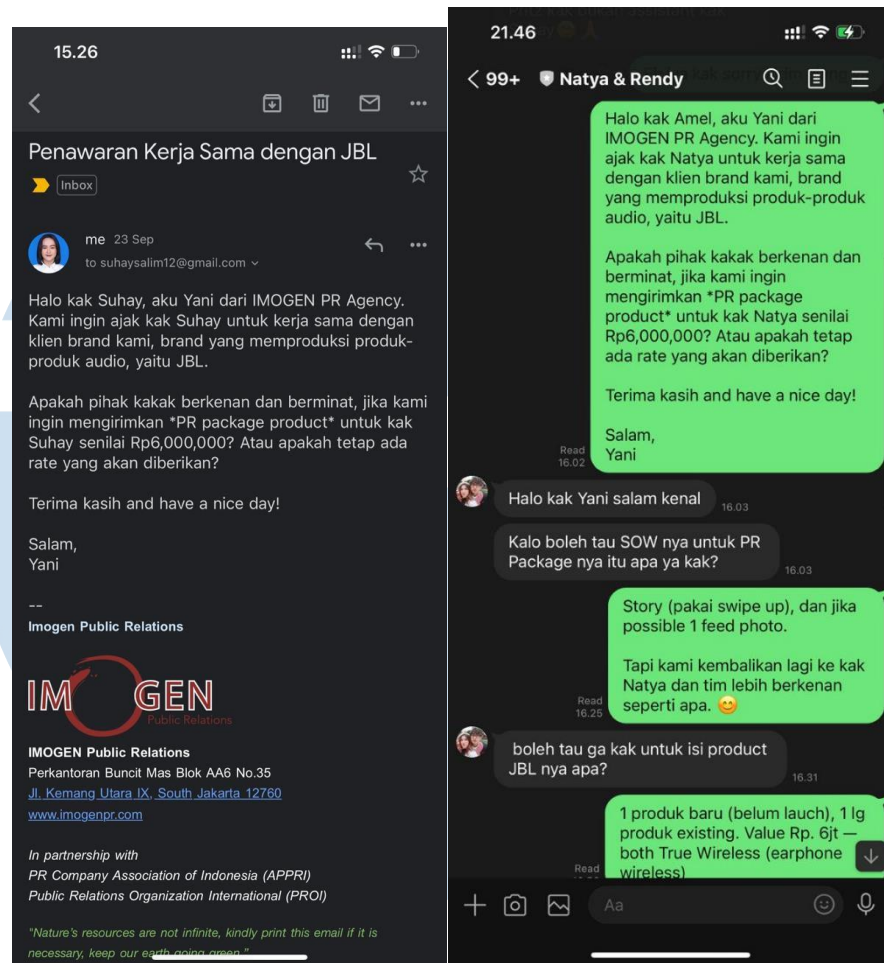 15.26
Penawaran Kerja Sama dengan JBL
Inbox
me 23 Sep
to suhaysalim12@gmail.com
Halo kak Suhay, aku Yani dari IMOGEN PR Agency.
Kami ingin ajak kak Suhay untuk kerja sama dengan
klien brand kami, brand yang memproduksi produk-
produk audio, yaitu JBL.
Apakah pihak kakak berkenan dan berminat, jika kami
ingin mengirimkan *PR package product* untuk kak
Suhay senilai Rp6,000,000? Atau apakah tetap ada
rate yang akan diberikan?
Terima kasih and have a nice day!
Salam,
Yani
--
Imogen Public Relations
IMOGEN
Public Relations
IMOGEN Public Relations
Perkantoran Buncit Mas Blok AA6 No.35
Jl. Kemang Utara IX, South Jakarta 12760
www.imogenpr.com
In partnership with
PR Company Association of Indonesia (APPRI)
Public Relations Organization International (PROI)
"Nature's resources are not infinite, kindly print this email if it is
necessary, keep our earth going green."
21.46
99+ Natya & Rendy
Halo kak Amel, aku Yani dari
IMOGEN PR Agency. Kami ingin
ajak kak Natya untuk kerja sama
dengan klien brand kami, brand
yang memproduksi produk-produk
audio, yaitu JBL.
Apakah pihak kakak berkenan dan
berminat, jika kami ingin
mengirimkan *PR package
product* untuk kak Natya senilai
Rp6,000,000? Atau apakah tetap
ada rate yang akan diberikan?
Terima kasih and have a nice day!
Salam,
Yani
Read
16.02
Halo kak Yani salam kenal
16.03
Kalo boleh tau SOW nya untuk PR
Package nya itu apa ya kak?
16.03
Story (pakai swipe up), dan jika
possible 1 feed photo.
Tapi kami kembalikan lagi ke kak
Natya dan tim lebih berkenan
seperti apa. 😊
Read
16.25
boleh tau ga kak untuk isi product
JBL nya apa?
16.31
1 produk baru (belum lauch), 1 lg
produk existing. Value Rp. 6jt —
both True Wireless (earphone
wireless)
Read
Aa